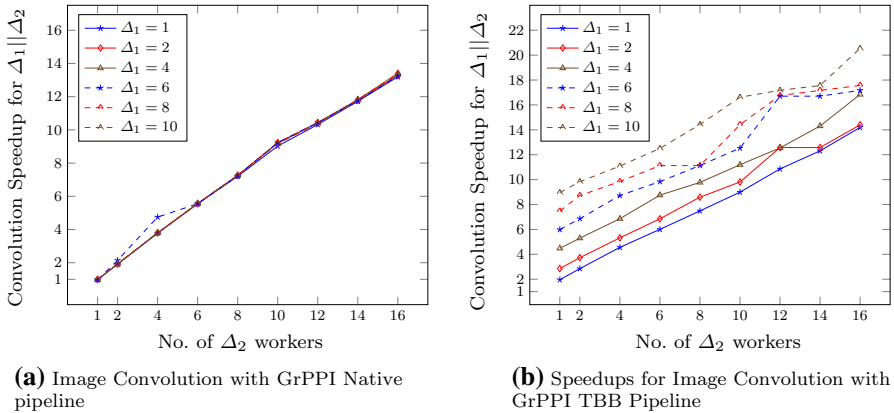 Convolution Speedup for Δ₁||Δ₂
16
14
12
10
8
6
4
2
1
Δ₁ = 1
Δ₁ = 2
Δ₁ = 4
Δ₁ = 6
Δ₁ = 8
Δ₁ = 10
1 2 4 6 8 10 12 14 16
No. of Δ₂ workers
(a) Image Convolution with GrPPI Native
pipeline
Convolution Speedup for Δ₁||Δ₂
22
20
18
16
14
12
10
8
6
4
2
1
Δ₁ = 1
Δ₁ = 2
Δ₁ = 4
Δ₁ = 6
Δ₁ = 8
Δ₁ = 10
1 2 4 6 8 10 12 14 16
No. of Δ₂ workers
(b) Speedups for Image Convolution with
GrPPI TBB Pipeline